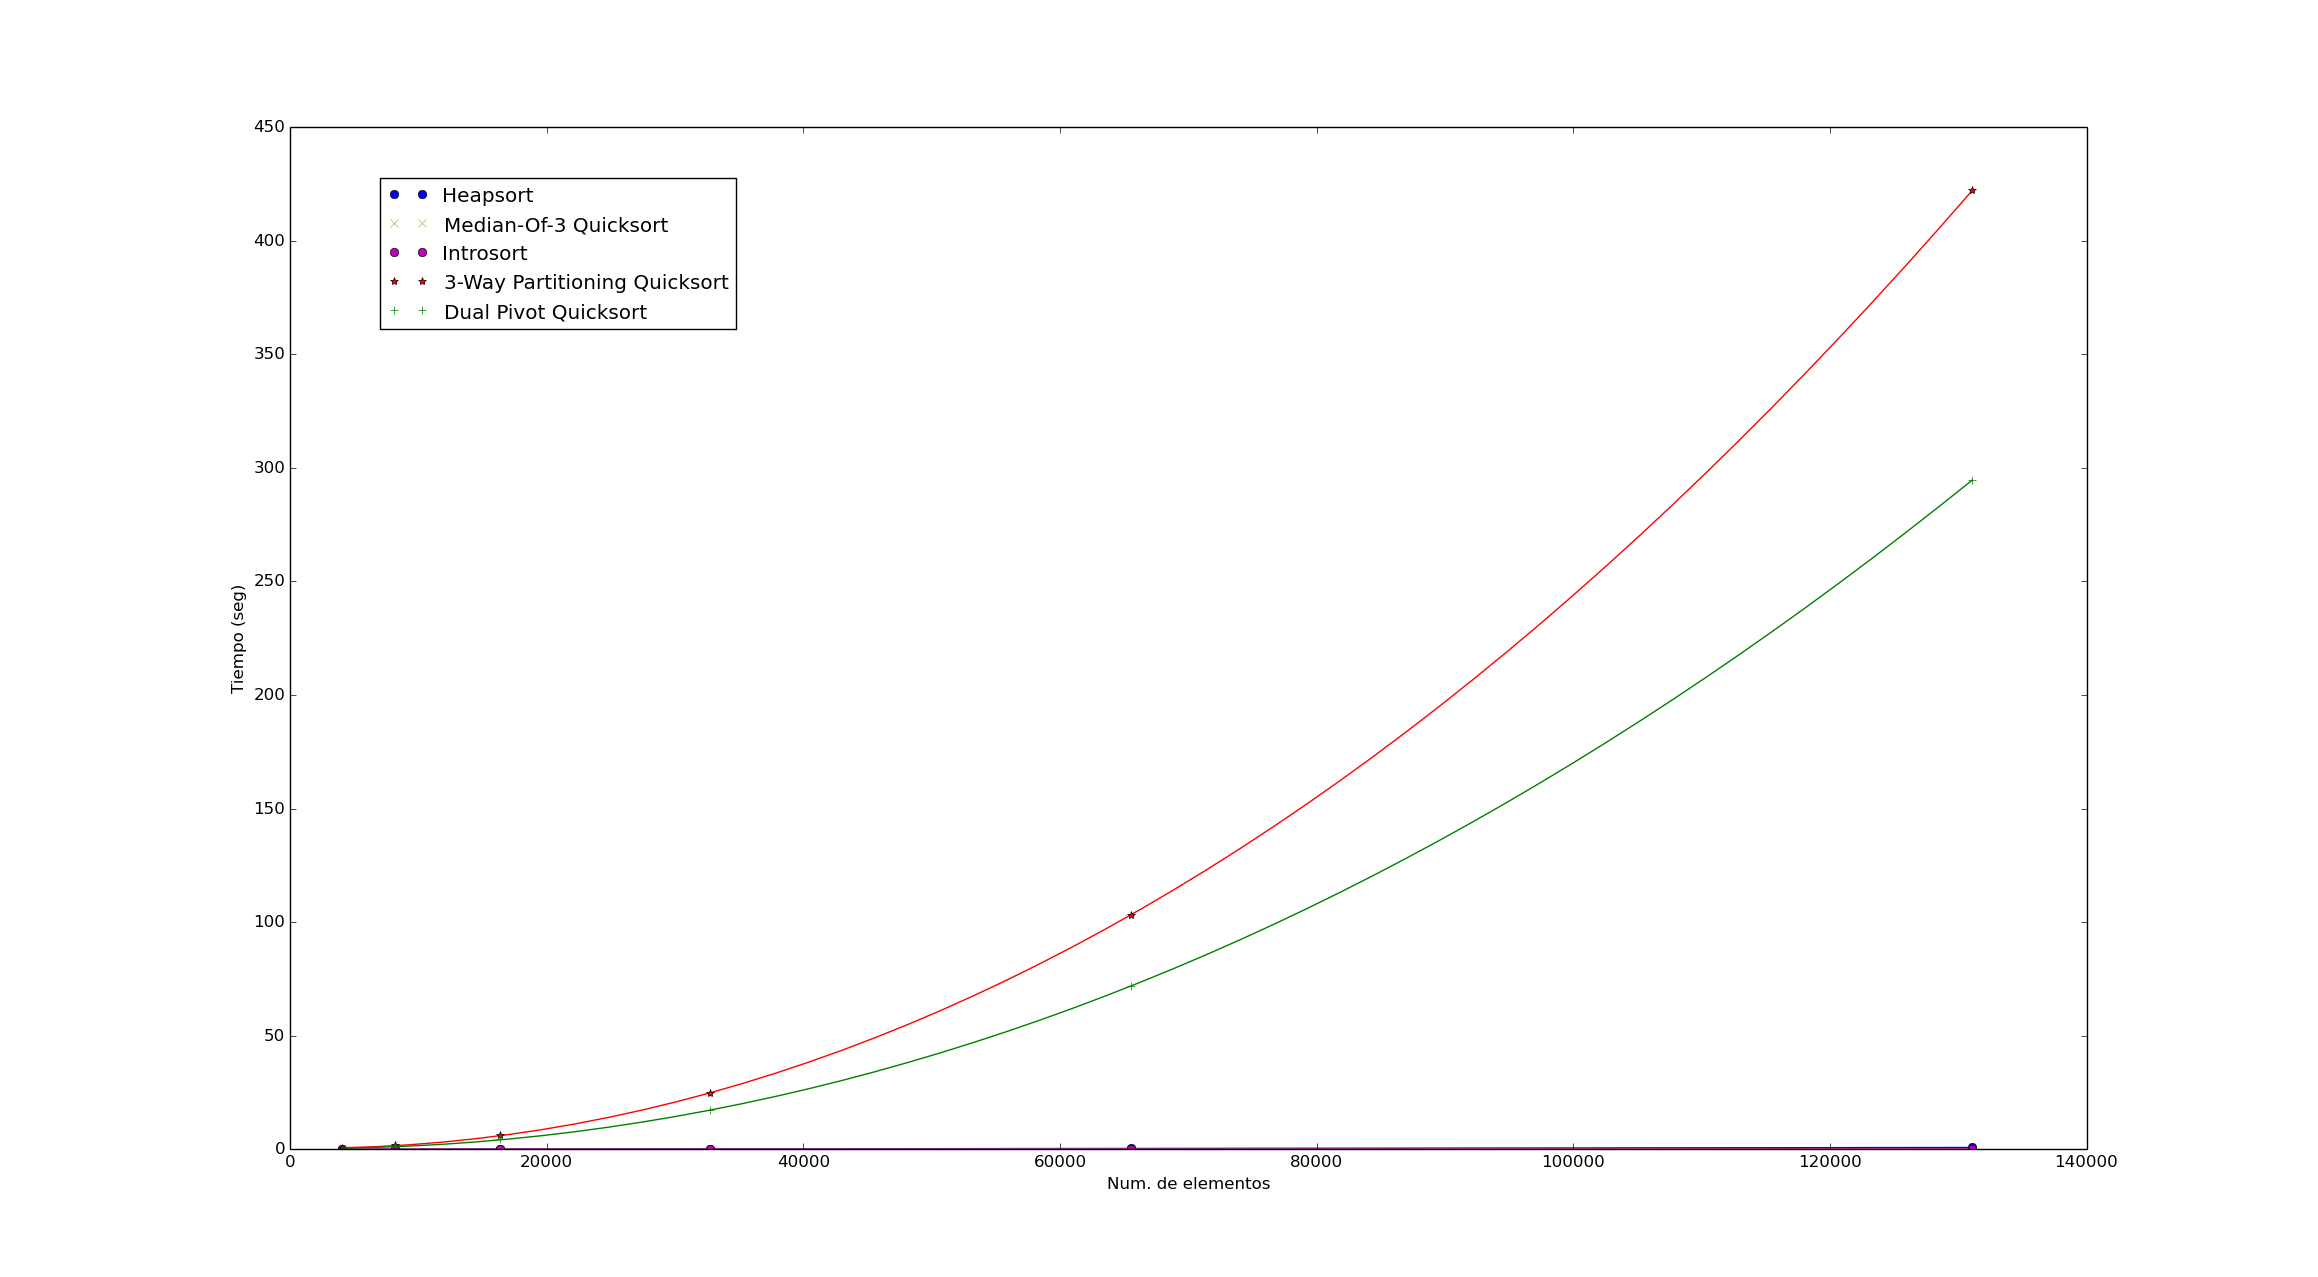 450
400
350
300
250
200
150
100
50
0
Tiempo (seg)
Heapsort
Median-Of-3 Quicksort
Introsort
3-Way Partitioning Quicksort
Dual Pivot Quicksort
0 20000 40000 60000 80000 100000 120000 140000
Num. de elementos